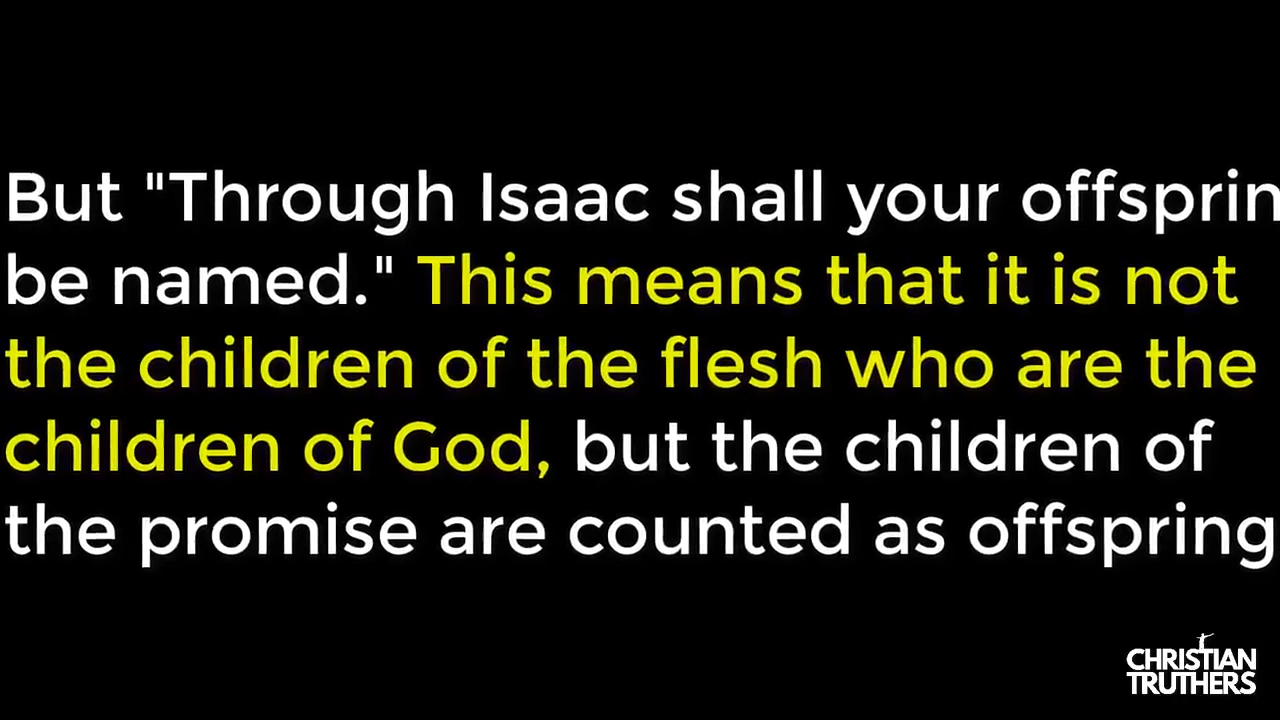 But "Through Isaac shall your offsprin
be named." This means that it is not
the children of the flesh who are the
children of God, but the children of
the promise are counted as offspring
CHRISTIAN
TRUTHERS